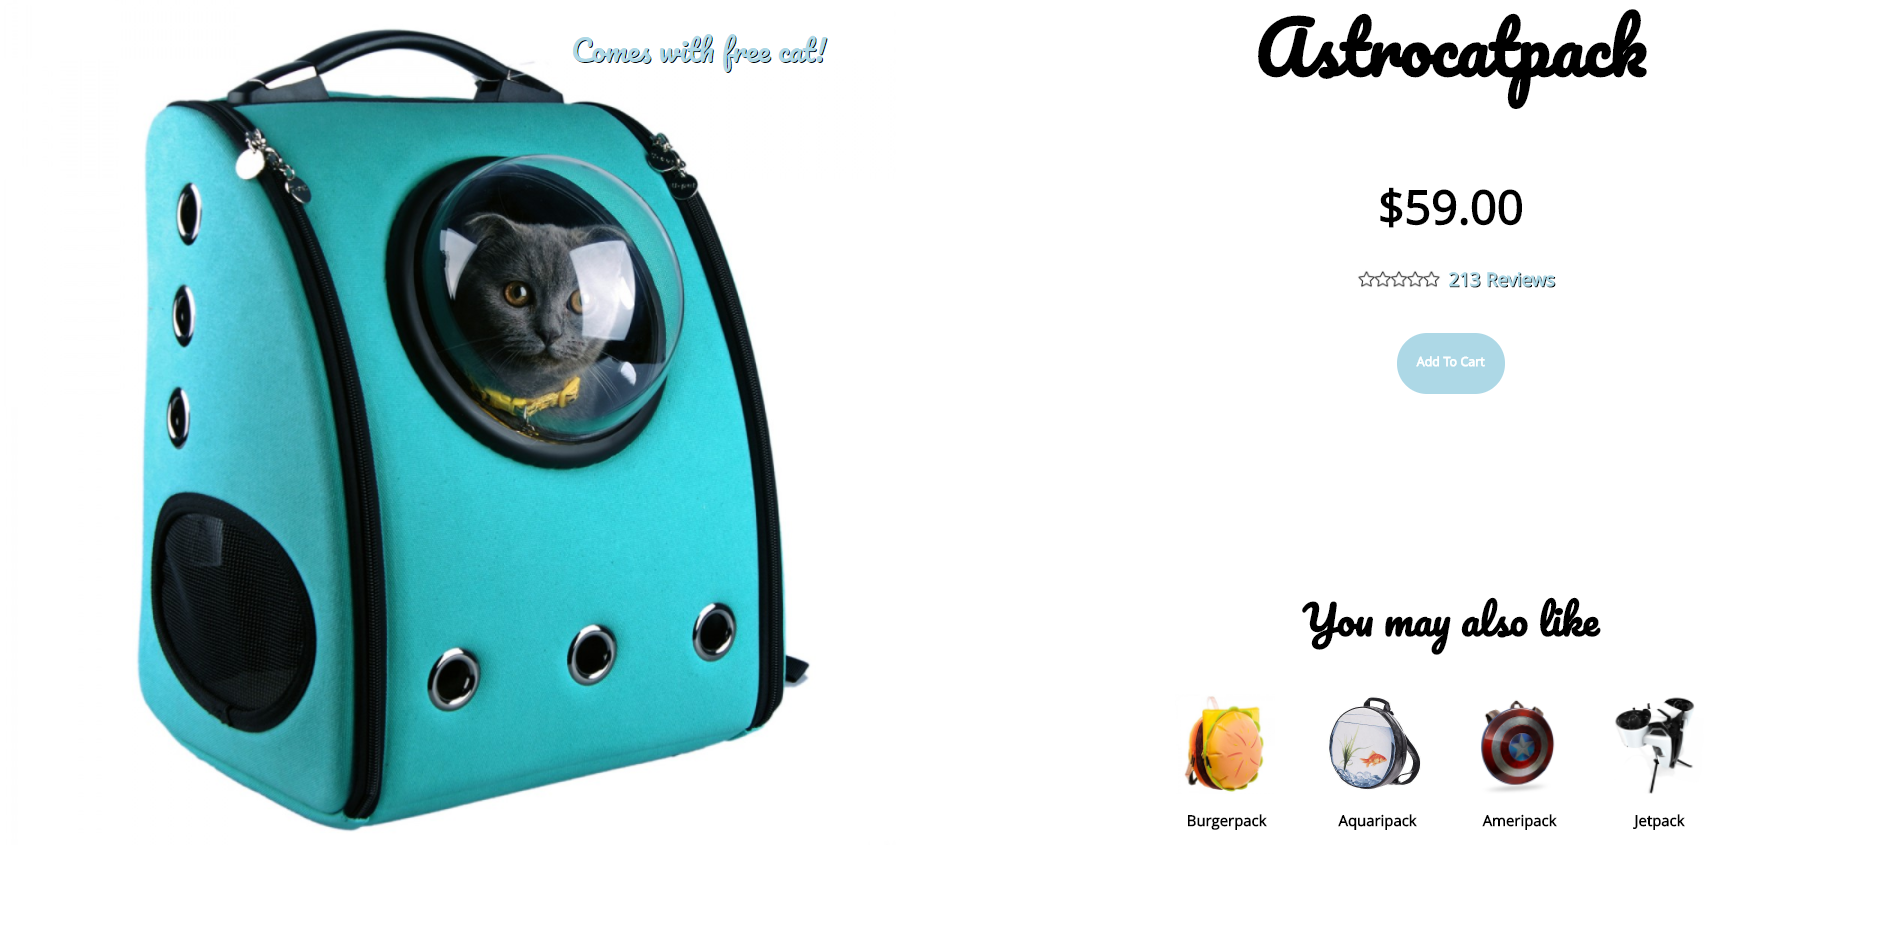 Comes with free cat!
Astrocatpack
$59.00
213 Reviews
Add To Cart
You may also like
Burgerpack
Aquaripack
Ameripack
Jetpack